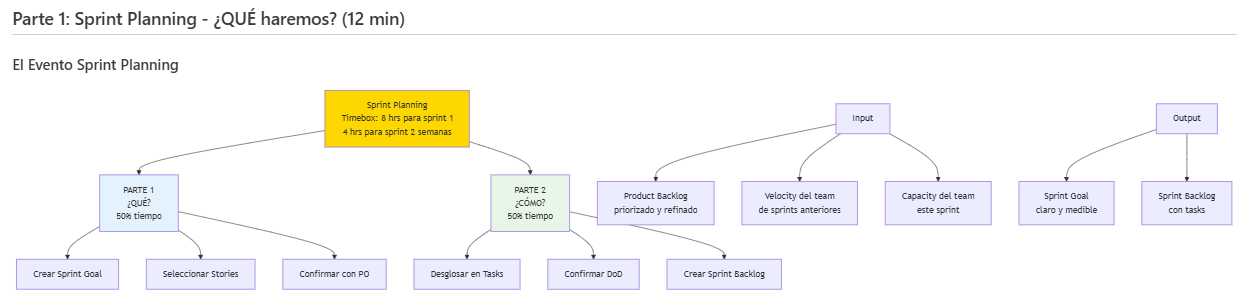 Parte 1: Sprint Planning - ¿QUÉ haremos? (12 min)
El Evento Sprint Planning
Sprint Planning
Timebox: 8 hrs para sprint 1
4 hrs para sprint 2 semanas
Input
Output
PARTE 1
¿QUÉ?
50% tiempo
PARTE 2
¿CÓMO?
50% tiempo
Product Backlog
priorizado y refinado
Velocity del team
de sprints anteriores
Capacity del team
este sprint
Sprint Goal
claro y medible
Sprint Backlog
con tasks
Crear Sprint Goal
Seleccionar Stories
Confirmar con PO
Desglosar en Tasks
Confirmar DoD
Crear Sprint Backlog